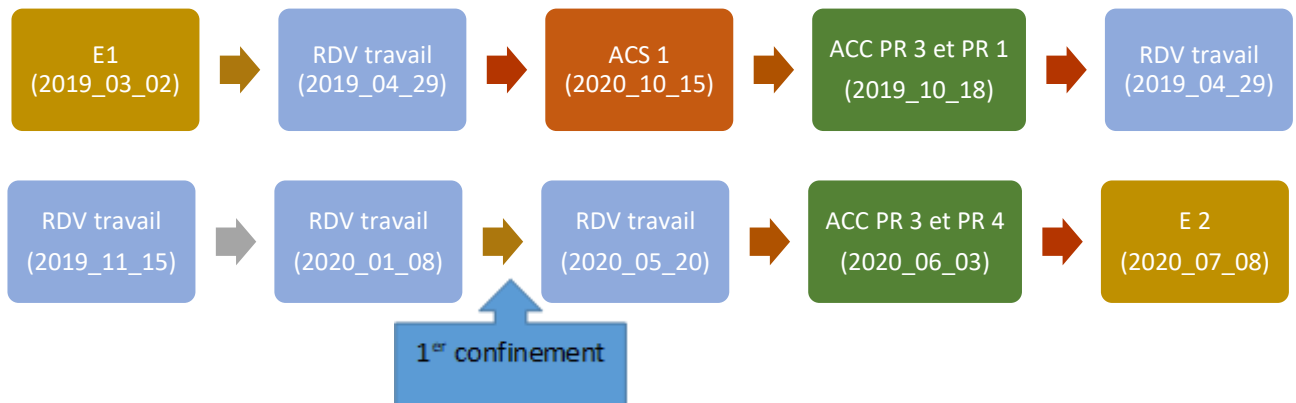 E1
(2019_03_02)
RDV travail
(2019_04_29)
ACS 1
(2020_10_15)
ACC PR 3 et PR 1
(2019_10_18)
RDV travail
(2019_04_29)
RDV travail
(2019_11_15)
RDV travail
(2020_01_08)
RDV travail
(2020_05_20)
ACC PR 3 et PR 4
(2020_06_03)
E 2
(2020_07_08)
1er confinement